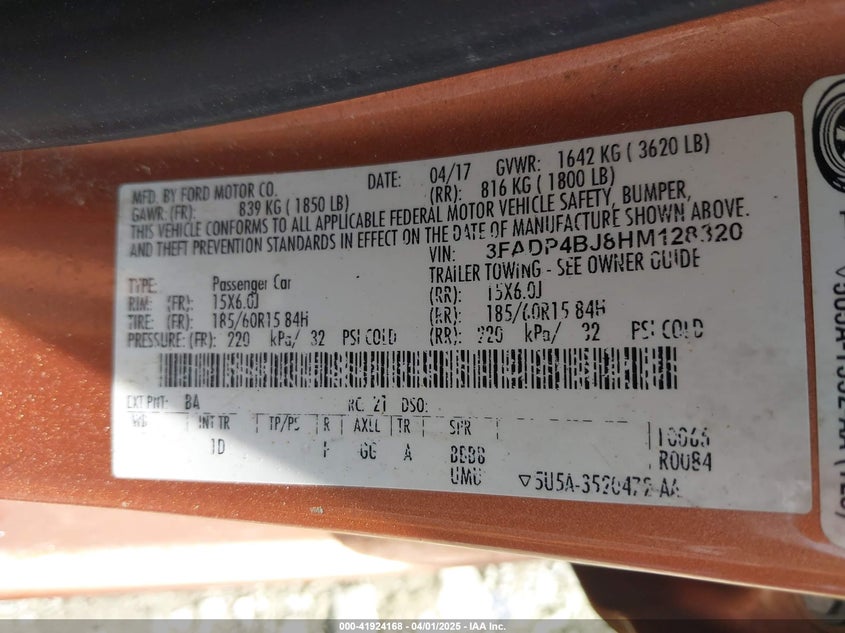 MFD. BY FORD MOTOR CO. DATE: 04/17 GVWR: 1642 KG ( 3620 LB)
GAWR: (FR): 839 KG ( 1850 LB) (RR): 816 KG ( 1800 LB)
THIS VEHICLE CONFORMS TO ALL APPLICABLE FEDERAL MOTOR VEHICLE SAFETY, BUMPER,
AND THEFT PREVENTION STANDARDS IN EFFECT ON THE DATE OF MANUFACTURE SHOWN ABOVE.
VIN: 3FADP4BJ8HM128320
TYPE: Passenger Car TRAILER TOWING - SEE OWNER GUIDE
RIM: (FR): 15X6.0J (RR): 15X6.0J
TIRE: (FR): 185/60R15 84H (RR): 185/60R15 84H
PRESSURE: (FR): 220 kPa/ 32 PSI COLD (RR): 220 kPa/ 32 PSI COLD
EXT PNT: BA RC: 21 DSO:
WB INT TR TP/PS R AXLE TR SPR
1D GG A 8888
UMU
R0084
▽5U5A-3520472-AA
000-41924168 - 04/01/2025 - IAA Inc.